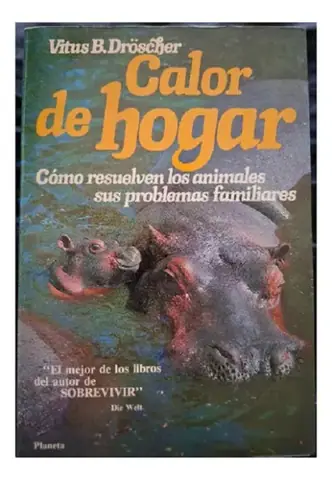 Vitus B. Dröscher
Calor
de hogar
Cómo resuelven los animales
sus problemas familiares
"El mejor de los libros
del autor de
SOBREVIVIR"
Die Welt
Planeta